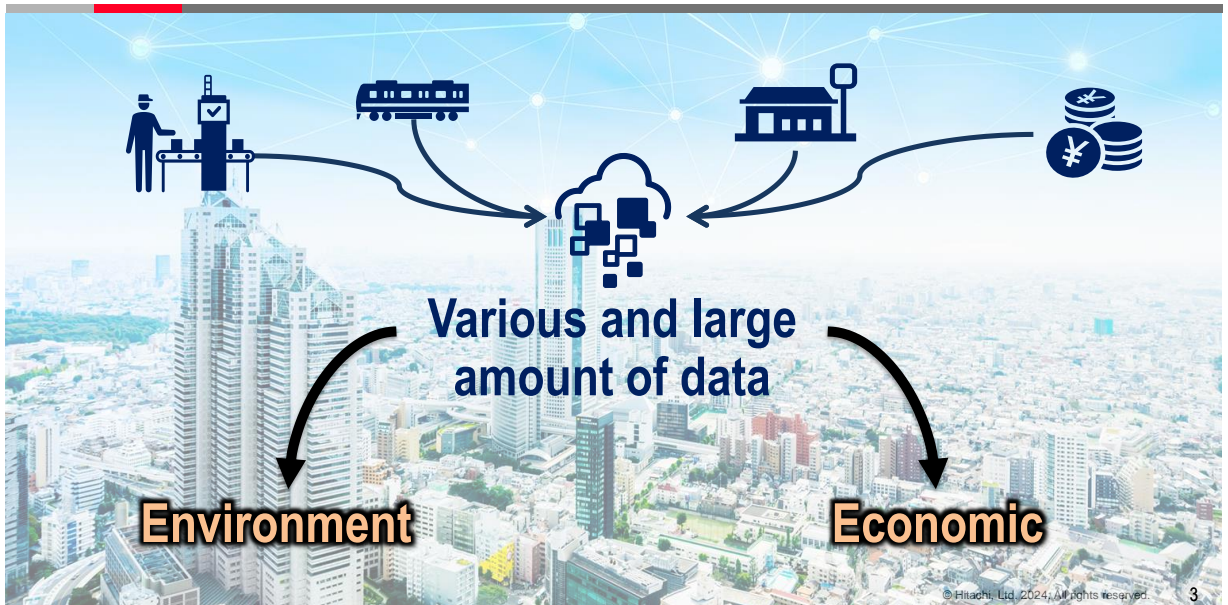 ¥
¥
Various and large
amount of data
Environment
Economic
© Hitachi, Ltd. 2024. All rights reserved.
3